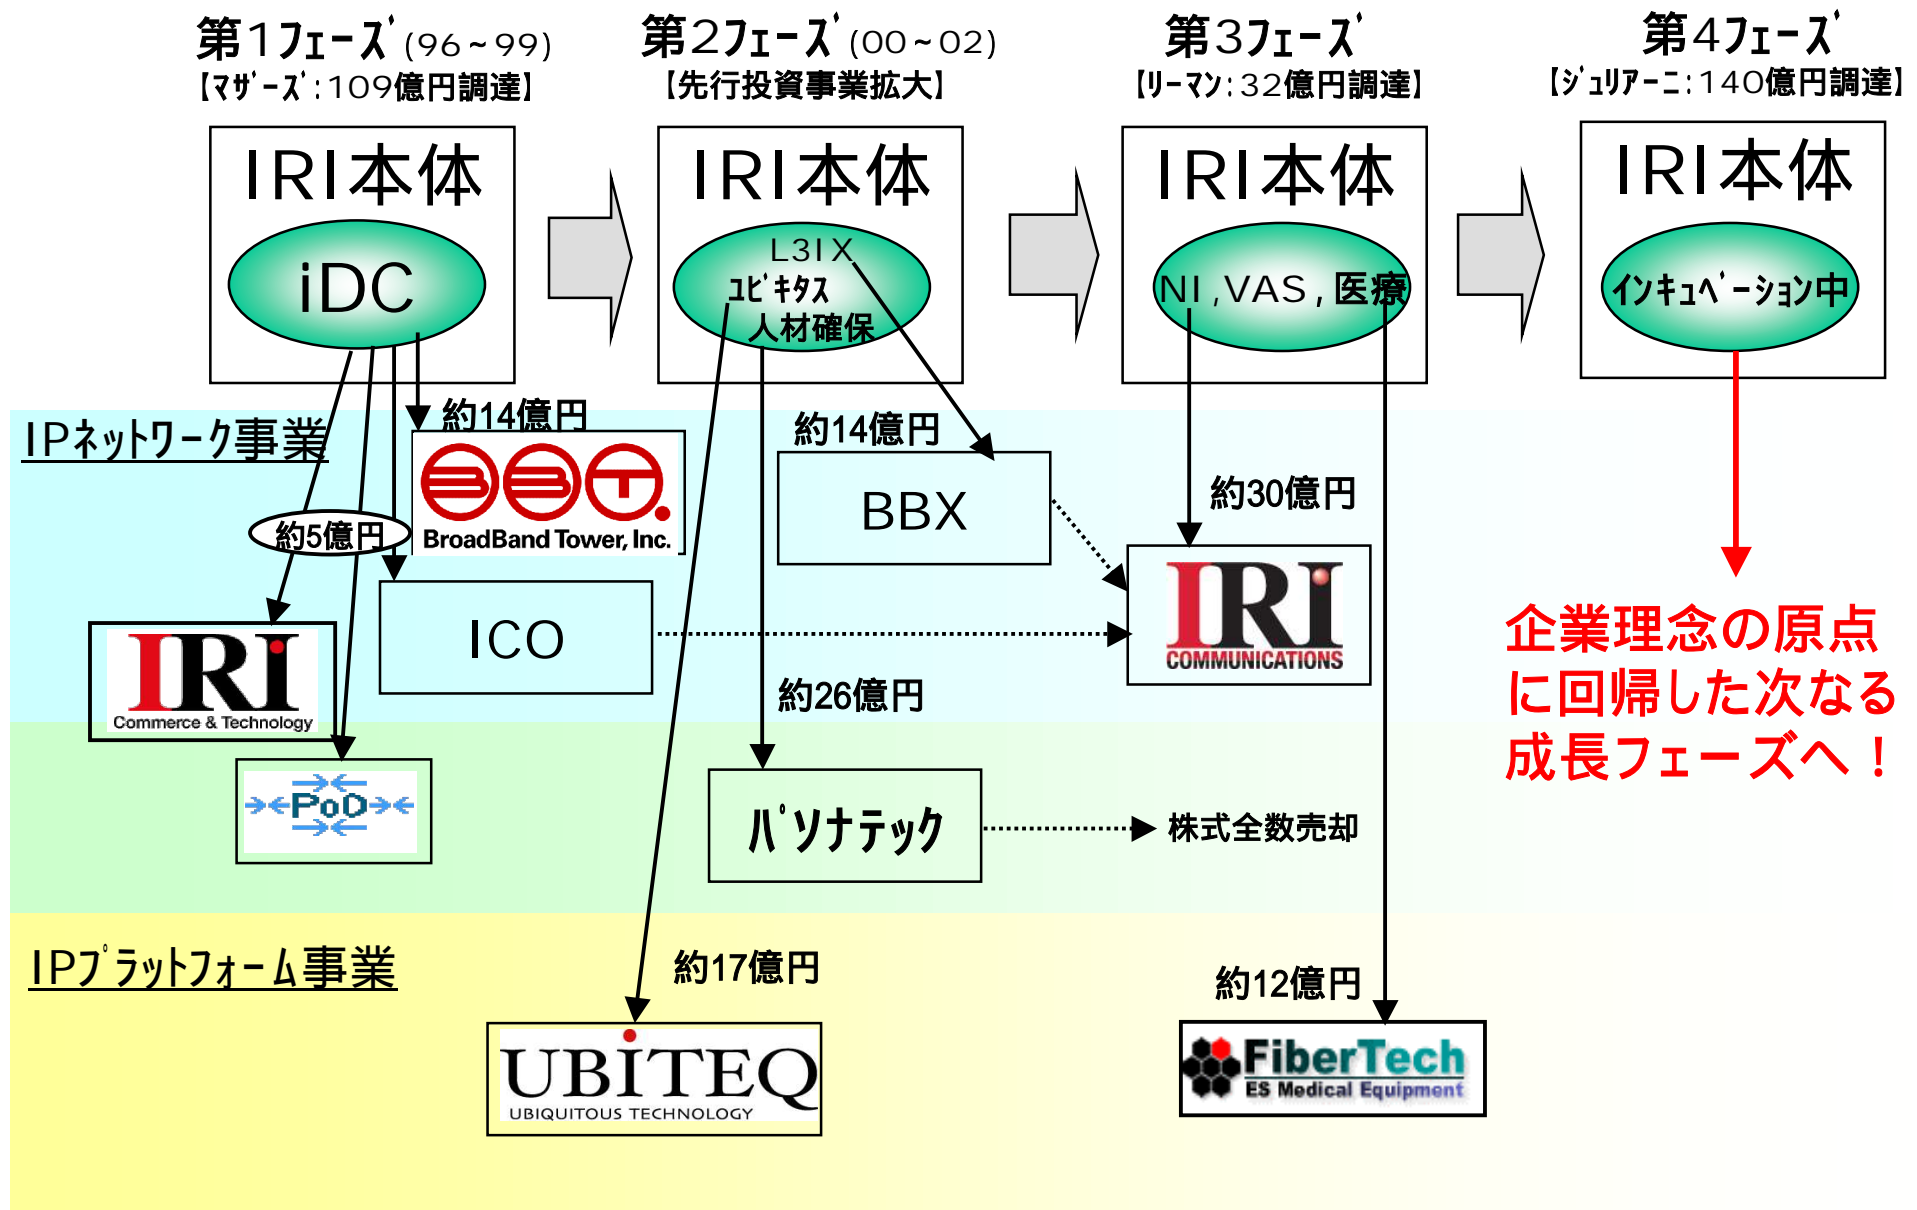 第1フェーズ(96~99)
【マザーズ:109億円調達】
第2フェーズ(00~02)
【先行投資事業拡大】
第3フェーズ
【リーマン:32億円調達】
第4フェーズ
【ジュリアーニ:140億円調達】
IRI本体
iDC
IRI本体
L3IX
ユビキタス
人材確保
IRI本体
NI,VAS,医療
IRI本体
インキュベーション中
IPネットワーク事業
約14億円
BBT.
BroadBand Tower, Inc.
約5億円
ICO
IRI
Commerce & Technology
PoD
約14億円
BBX
約30億円
IRI
COMMUNICATIONS
約26億円
パソナテック
株式全数売却
企業理念の原点
に回帰した次なる
成長フェーズへ!
IPプラットフォーム事業
約17億円
UBiTEQ
UBIQUITOUS TECHNOLOGY
約12億円
FiberTech
ES Medical Equipment